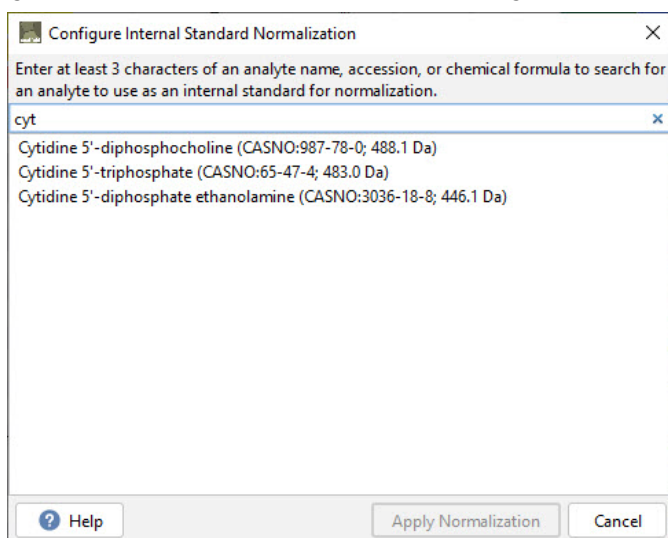 Configure Internal Standard Normalization
Enter at least 3 characters of an analyte name, accession, or chemical formula to search for
an analyte to use as an internal standard for normalization.
cyt
Cytidine 5'-diphosphocholine (CASNO:987-78-0; 488.1 Da)
Cytidine 5'-triphosphate (CASNO:65-47-4; 483.0 Da)
Cytidine 5'-diphosphate ethanolamine (CASNO:3036-18-8; 446.1 Da)
Help Apply Normalization Cancel